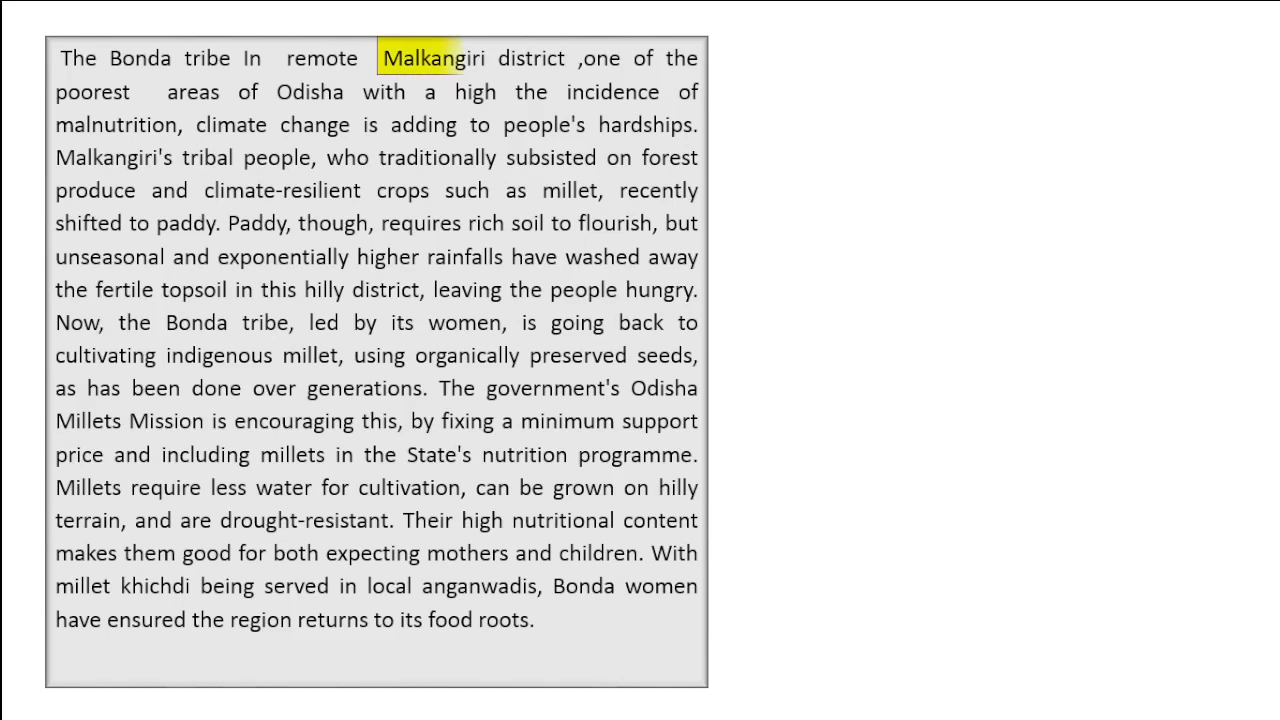 The Bonda tribe In remote Malkangiri district ,one of the
poorest areas of Odisha with a high the incidence of
malnutrition, climate change is adding to people's hardships.
Malkangiri's tribal people, who traditionally subsisted on forest
produce and climate-resilient crops such as millet, recently
shifted to paddy. Paddy, though, requires rich soil to flourish, but
unseasonal and exponentially higher rainfalls have washed away
the fertile topsoil in this hilly district, leaving the people hungry.
Now, the Bonda tribe, led by its women, is going back to
cultivating indigenous millet, using organically preserved seeds,
as has been done over generations. The government's Odisha
Millets Mission is encouraging this, by fixing a minimum support
price and including millets in the State's nutrition programme.
Millets require less water for cultivation, can be grown on hilly
terrain, and are drought-resistant. Their high nutritional content
makes them good for both expecting mothers and children. With
millet khichdi being served in local anganwadis, Bonda women
have ensured the region returns to its food roots.